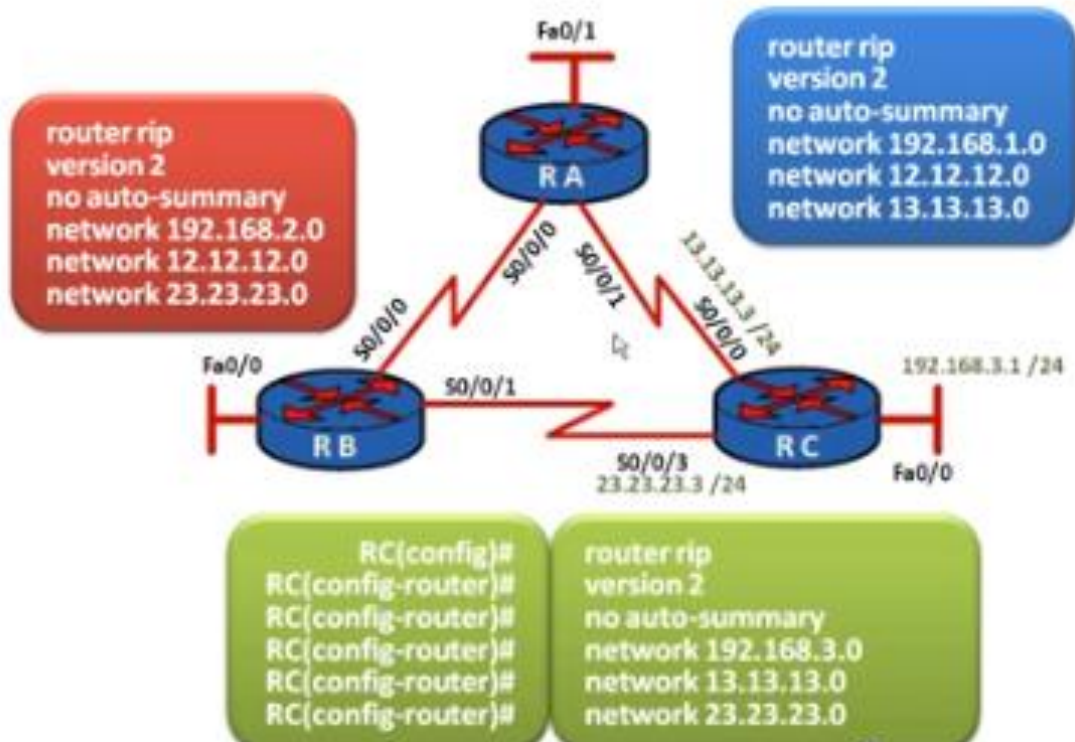 Fa0/1
router rip
version 2
no auto-summary
network 192.168.1.0
network 12.12.12.0
network 13.13.13.0
router rip
version 2
no auto-summary
network 192.168.2.0
network 12.12.12.0
network 23.23.23.0
R A
S0/0/0
S0/0/1
13.13.13.3 /24
S0/0/0
S0/0/0
Fa0/0
S0/0/1
192.168.3.1 /24
R B
R C
S0/0/3
23.23.23.3 /24
Fa0/0
RC(config)# router rip
RC(config-router)# version 2
RC(config-router)# no auto-summary
RC(config-router)# network 192.168.3.0
RC(config-router)# network 13.13.13.0
RC(config-router)# network 23.23.23.0